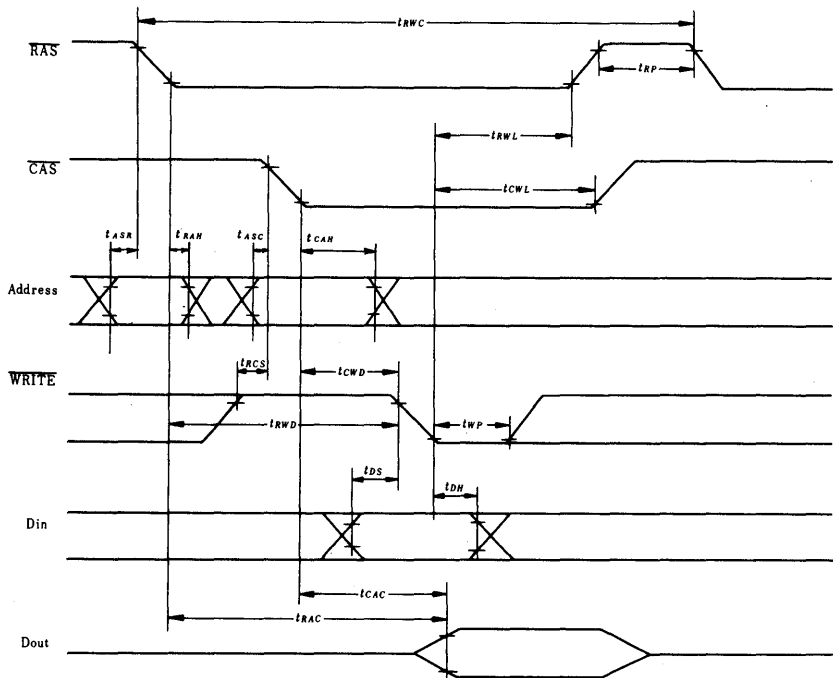 tRWC
RAS
tRP
tRWL
CAS
tCWL
tASR
tRAH
tASC
tCAH
Address
tRCS
tCWD
WRITE
tRWD
tWP
tDS
tDH
Din
tCAC
tRAC
Dout